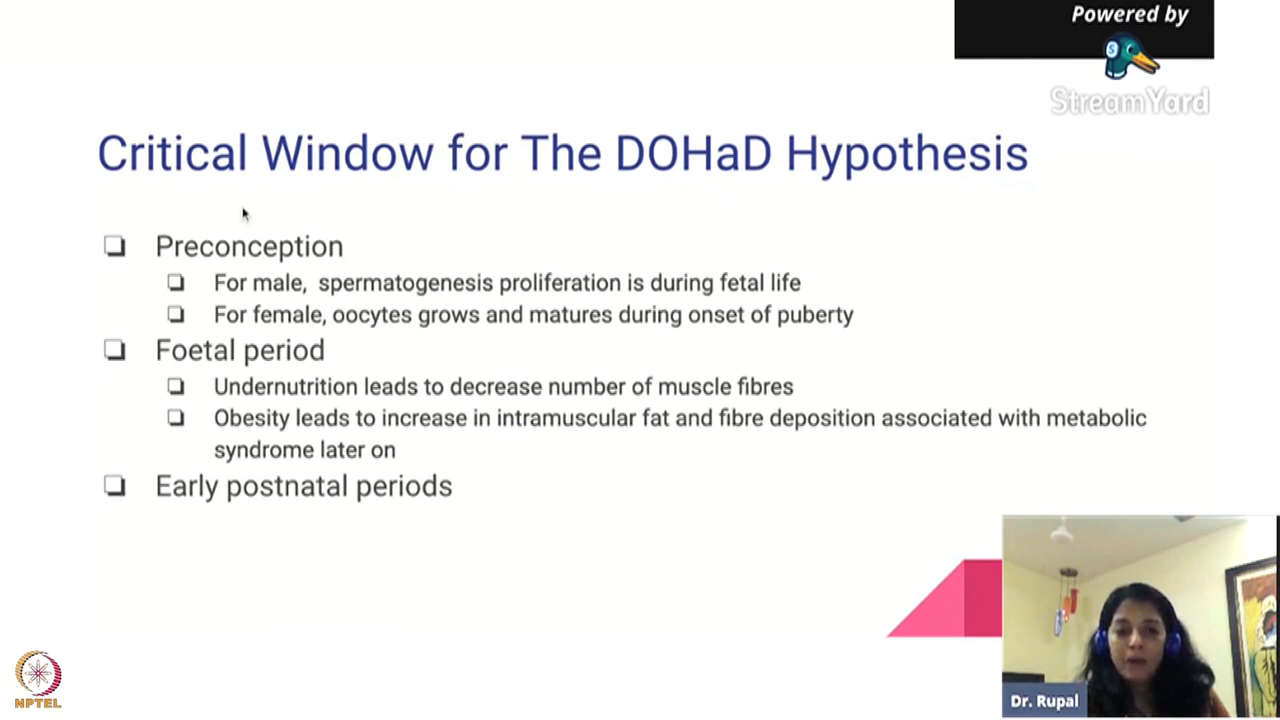 Powered by
StreamYard
Critical Window for The DOHaD Hypothesis
Preconception
For male, spermatogenesis proliferation is during fetal life
For female, oocytes grows and matures during onset of puberty
Foetal period
Undernutrition leads to decrease number of muscle fibres
Obesity leads to increase in intramuscular fat and fibre deposition associated with metabolic
syndrome later on
Early postnatal periods
Dr. Rupal
NPTEL